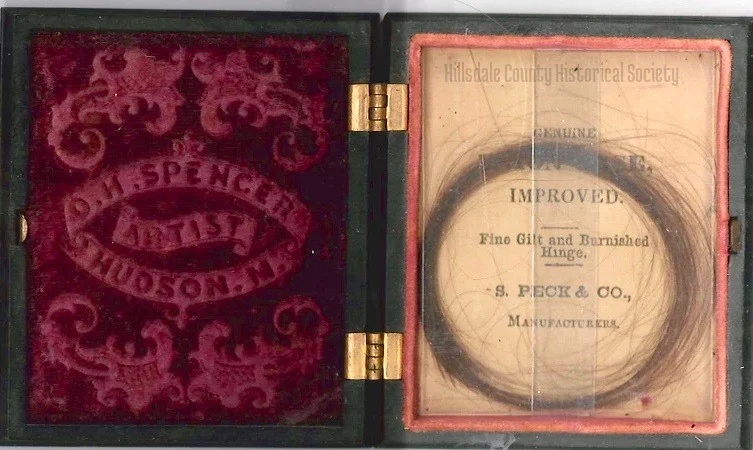 O.H. SPENCER
ARTIST
HUDSON. M.
Hillsdale County Historical Society
GENUINE
IMPROVED.
Fine Gilt and Burnished
Hinge.
S. PECK & CO.,
MANUFACTURERS.